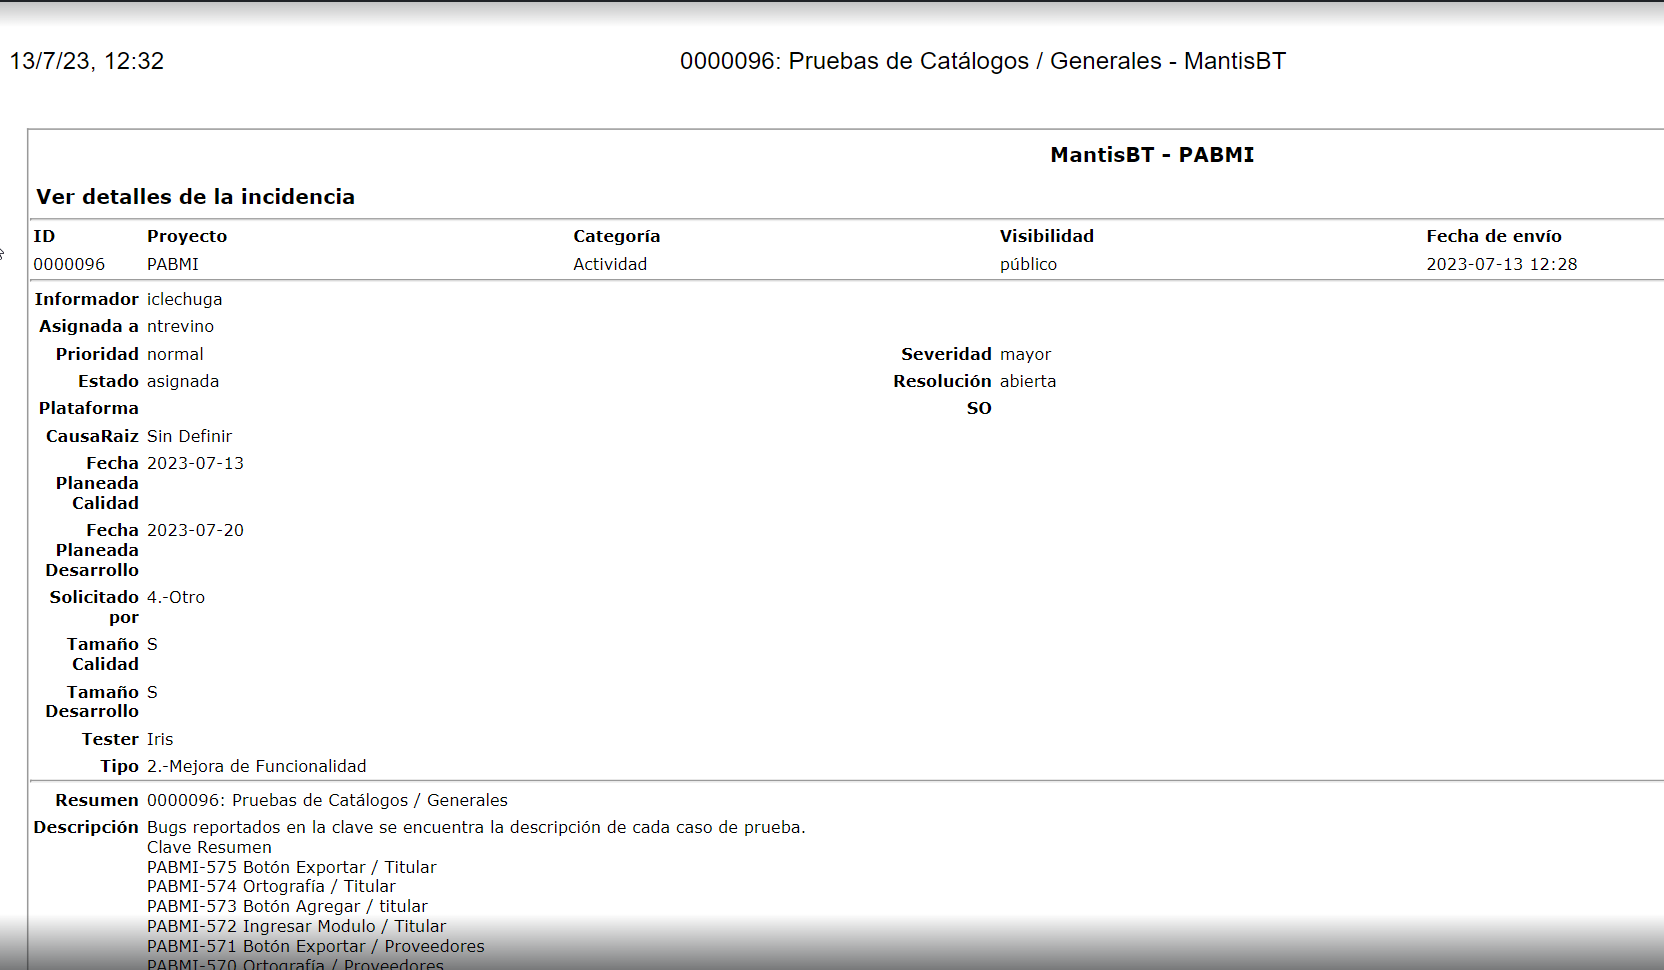 13/7/23, 12:32 0000096: Pruebas de Catálogos / Generales - MantisBT
MantisBT - PABMI
Ver detalles de la incidencia
ID Proyecto Categoría Visibilidad Fecha de envío
0000096 PABMI Actividad público 2023-07-13 12:28
Informador iclechuga
Asignada a ntrevino
Prioridad normal Severidad mayor
Estado asignada Resolución abierta
Plataforma SO
CausaRaiz Sin Definir
Fecha 2023-07-13
Planeada
Calidad
Fecha 2023-07-20
Planeada
Desarrollo
Solicitado 4.-Otro
por
Tamaño S
Calidad
Tamaño S
Desarrollo
Tester Iris
Tipo 2.-Mejora de Funcionalidad
Resumen 0000096: Pruebas de Catálogos / Generales
Descripción Bugs reportados en la clave se encuentra la descripción de cada caso de prueba.
Clave Resumen
PABMI-575 Botón Exportar / Titular
PABMI-574 Ortografía / Titular
PABMI-573 Botón Agregar / titular
PABMI-572 Ingresar Modulo / Titular
PABMI-571 Botón Exportar / Proveedores
PABMI-570 Ortografía / Proveedores